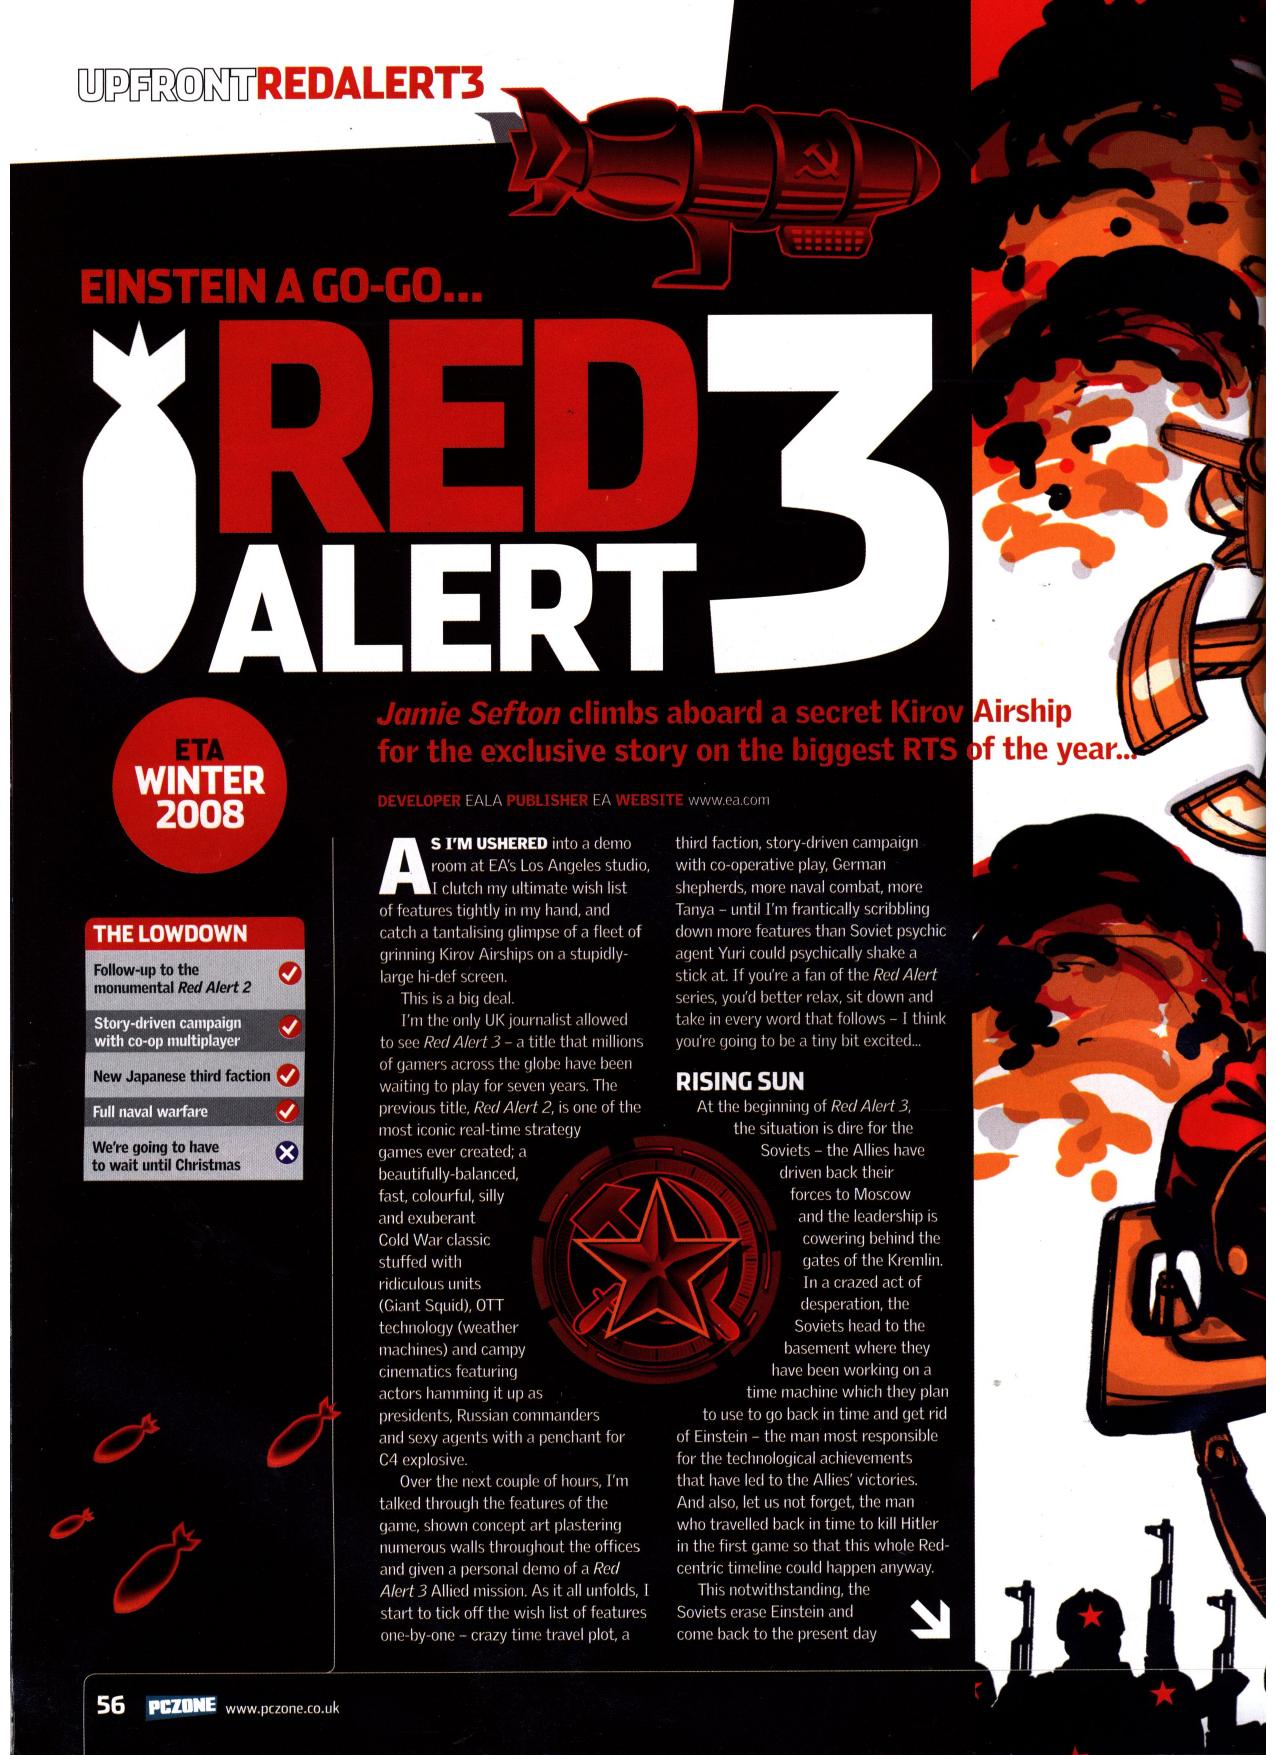 UPFRONTREDALERT3
EINSTEIN A GO-GO...
RED
ALERT
3
Jamie Sefton climbs aboard a secret Kirov Airship
for the exclusive story on the biggest RTS of the year...
ETA
WINTER
2008
DEVELOPER EALA PUBLISHER EA WEBSITE www.ea.com
THE LOWDOWN
Follow-up to the
monumental Red Alert 2
Story-driven campaign
with co-op multiplayer
New Japanese third faction
Full naval warfare
We're going to have
to wait until Christmas
AS I'M USHERED into a demo
room at EA's Los Angeles studio,
I clutch my ultimate wish list
of features tightly in my hand, and
catch a tantalising glimpse of a fleet of
grinning Kirov Airships on a stupidly-
large hi-def screen.
This is a big deal.
I'm the only UK journalist allowed
to see Red Alert 3 – a title that millions
of gamers across the globe have been
waiting to play for seven years. The
previous title, Red Alert 2, is one of the
most iconic real-time strategy
games ever created; a
beautifully-balanced,
fast, colourful, silly
and exuberant
Cold War classic
stuffed with
ridiculous units
(Giant Squid), OTT
technology (weather
machines) and campy
cinematics featuring
actors hamming it up as
presidents, Russian commanders
and sexy agents with a penchant for
C4 explosive.
Over the next couple of hours, I'm
talked through the features of the
game, shown concept art plastering
numerous walls throughout the offices
and given a personal demo of a Red
Alert 3 Allied mission. As it all unfolds, I
start to tick off the wish list of features
one-by-one – crazy time travel plot, a
third faction, story-driven campaign
with co-operative play, German
shepherds, more naval combat, more
Tanya – until I'm frantically scribbling
down more features than Soviet psychic
agent Yuri could psychically shake a
stick at. If you're a fan of the Red Alert
series, you'd better relax, sit down and
take in every word that follows – I think
you're going to be a tiny bit excited...
RISING SUN
At the beginning of Red Alert 3,
the situation is dire for the
Soviets – the Allies have
driven back their
forces to Moscow
and the leadership is
cowering behind the
gates of the Kremlin.
In a crazed act of
desperation, the
Soviets head to the
basement where they
have been working on a
time machine which they plan
to use to go back in time and get rid
of Einstein – the man most responsible
for the technological achievements
that have led to the Allies' victories.
And also, let us not forget, the man
who travelled back in time to kill Hitler
in the first game so that this whole Red-
centric timeline could happen anyway.
This notwithstanding, the
Soviets erase Einstein and
come back to the present day
56 PCZONE www.pczone.co.uk